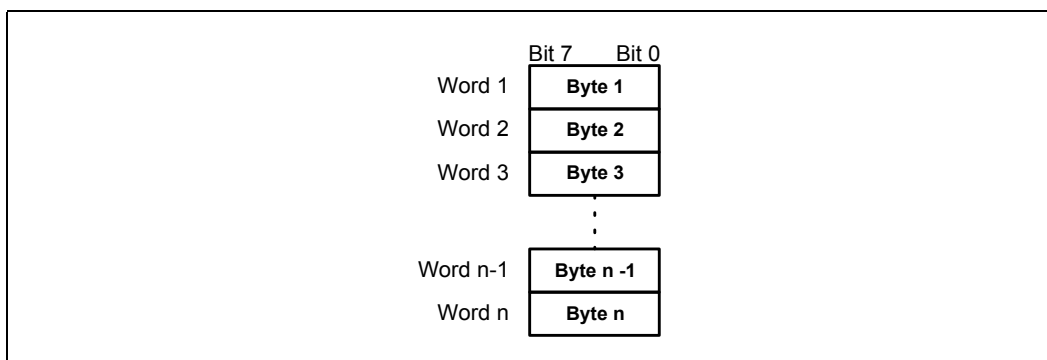 Bit 7 Bit 0
Word 1 Byte 1
Word 2 Byte 2
Word 3 Byte 3
Word n-1 Byte n -1
Word n Byte n